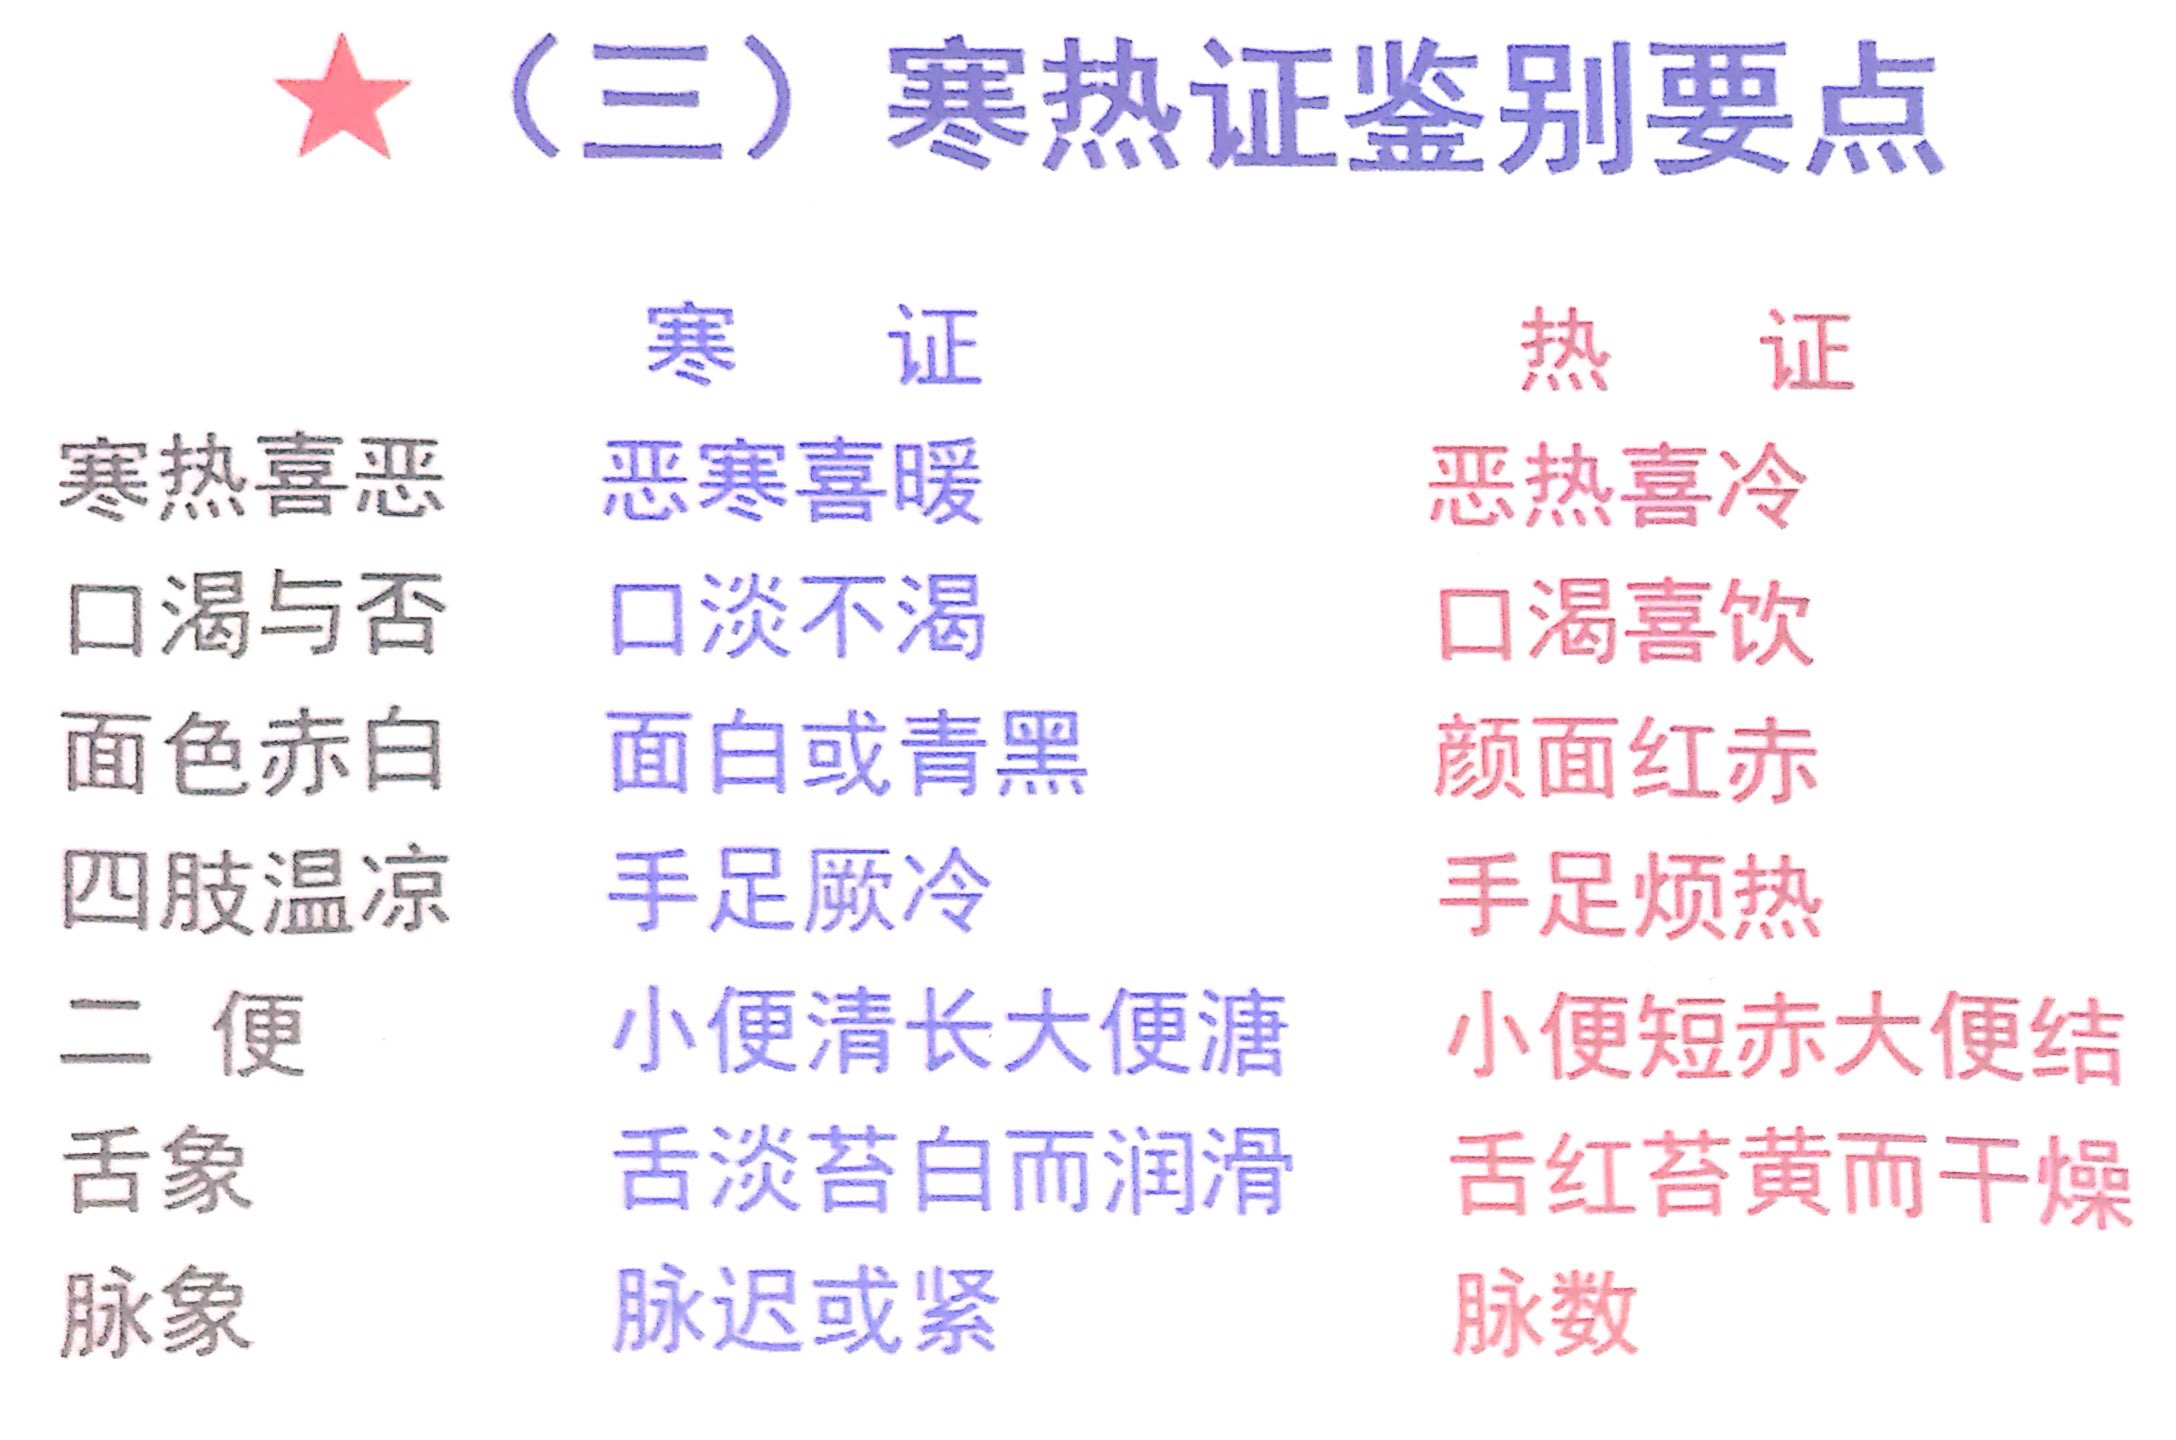 ★（三）寒热证鉴别要点
寒 证 热 证
寒热喜恶 恶寒喜暖 恶热喜冷
口渴与否 口淡不渴 口渴喜饮
面色赤白 面白或青黑 颜面红赤
四肢温凉 手足厥冷 手足烦热
二 便 小便清长大便溏 小便短赤大便结
舌象 舌淡苔白而润滑 舌红苔黄而干燥
脉象 脉迟或紧 脉数